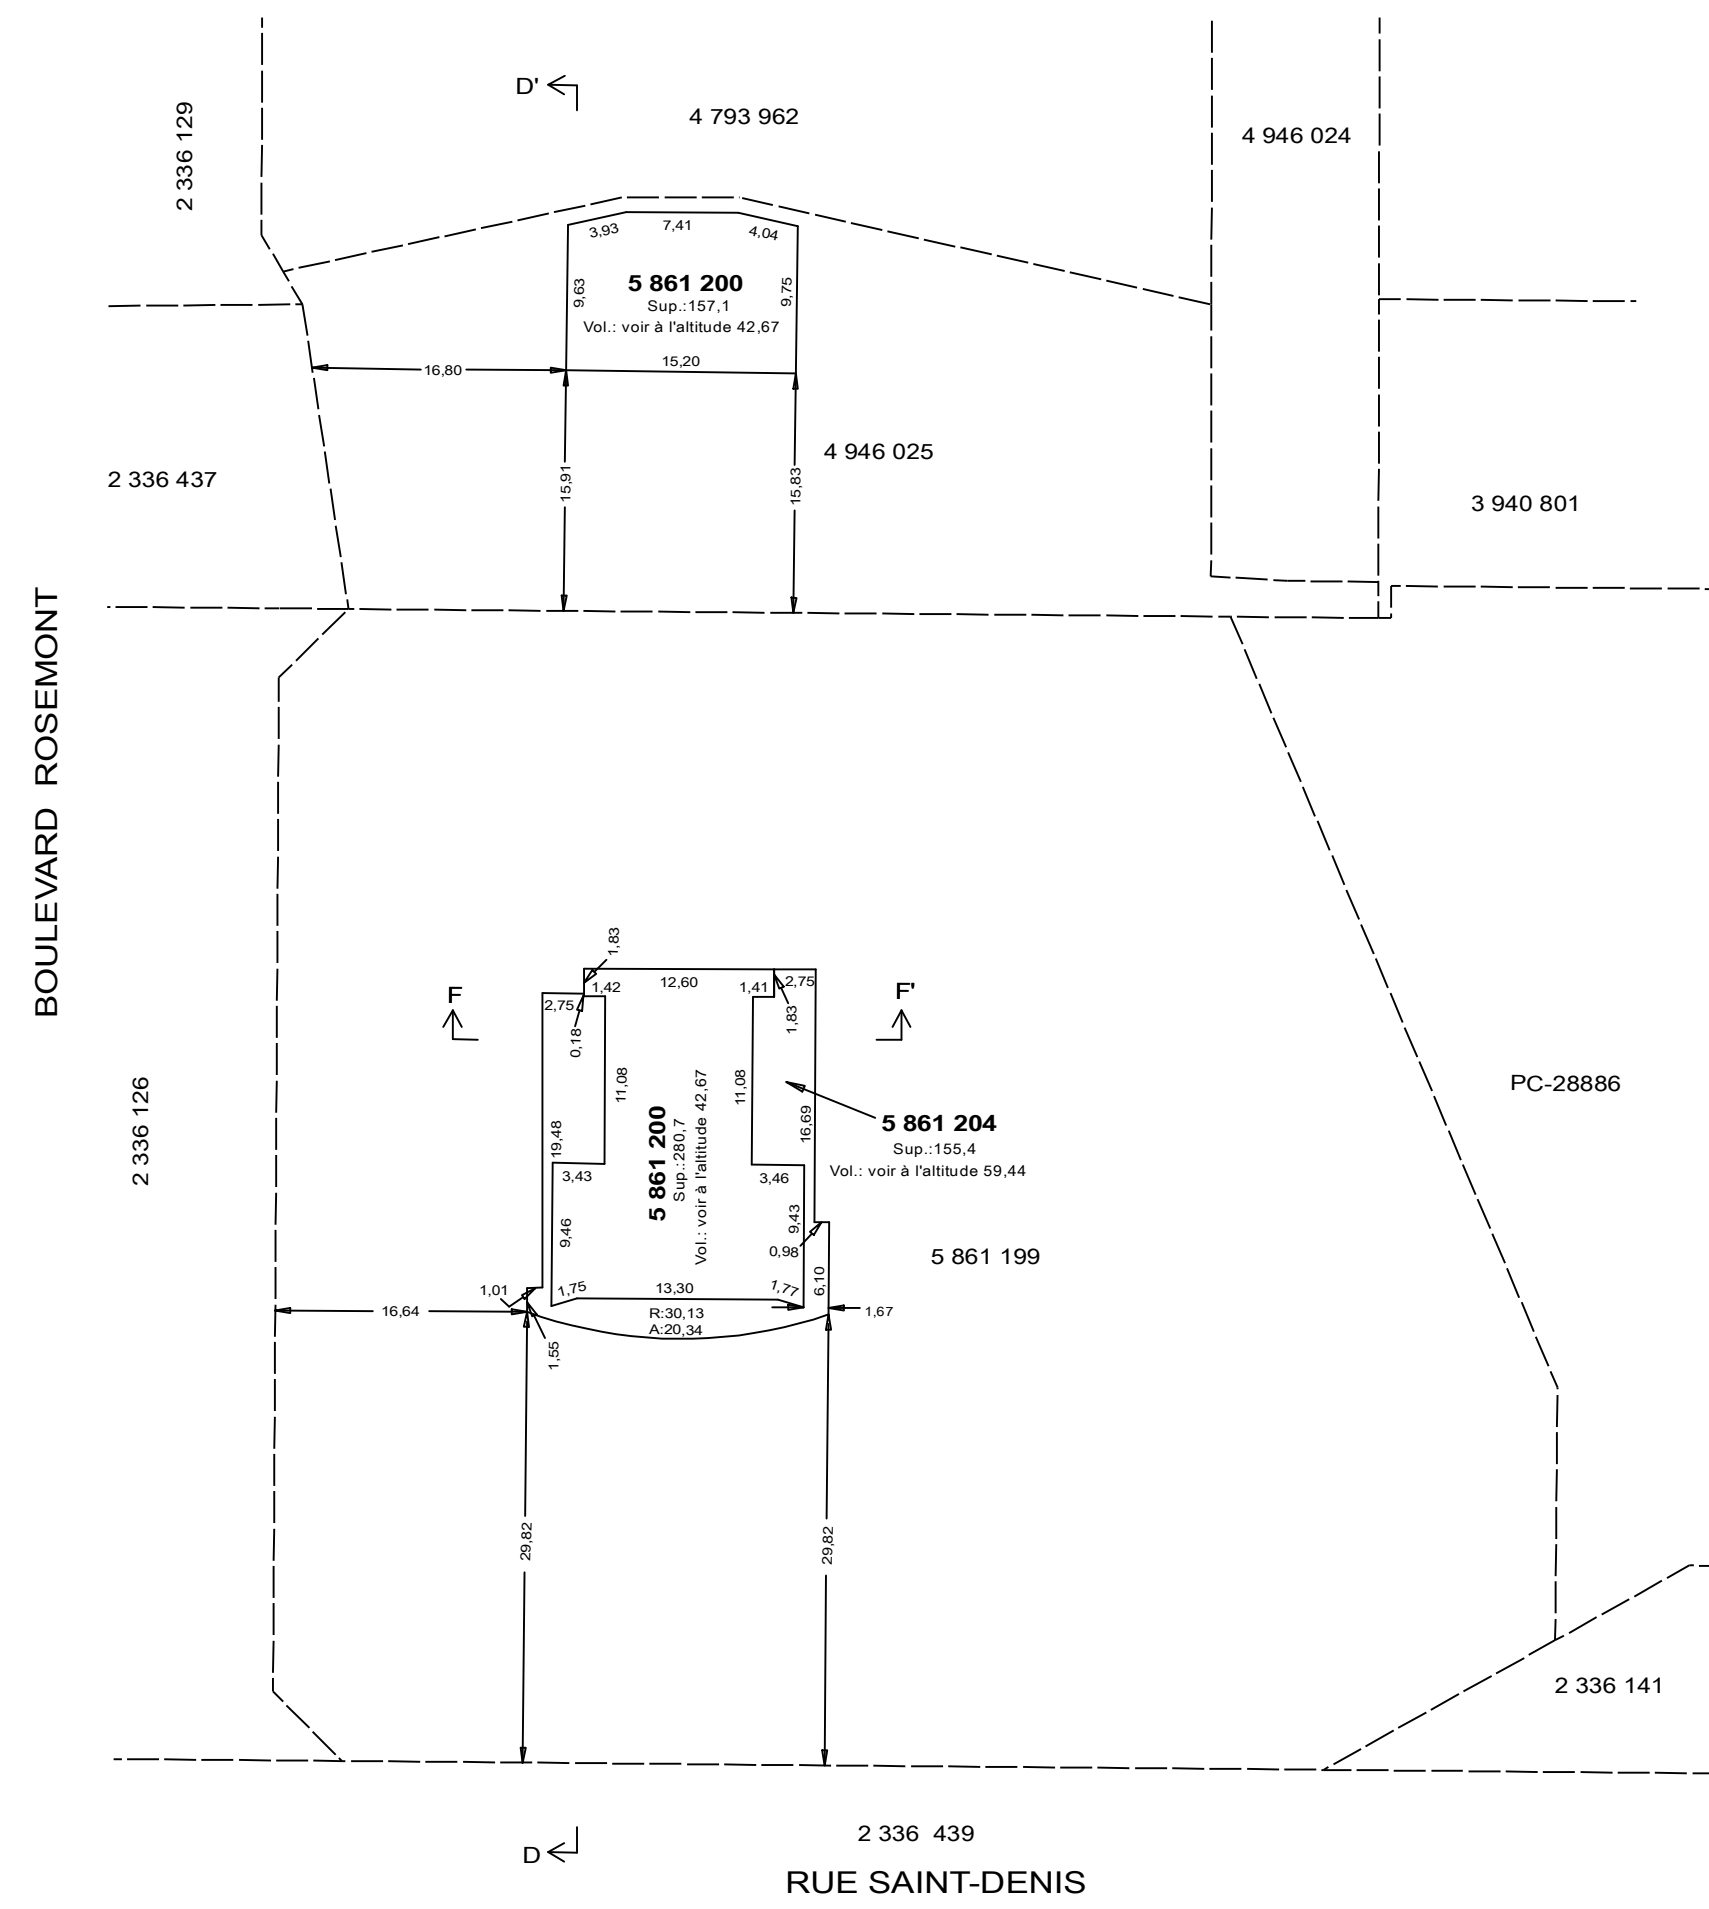 D'
4 793 962
4 946 024
2 336 129
3,93
7,41
4,04
9,63
5 861 200
Sup.:157,1
Vol.: voir à l'altitude 42,67
9,75
15,20
16,80
15,91
15,83
4 946 025
2 336 437
3 940 801
BOULEVARD ROSEMONT
1,83
1,42
12,60
1,41
2,75
F
2,75
0,18
1,83
F'
11,08
11,08
2 336 126
19,48
5 861 200
Sup.:280,7
Vol.: voir à l'altitude 42,67
16,69
5 861 204
Sup.:155,4
Vol.: voir à l'altitude 59,44
PC-28886
3,43
3,46
9,46
9,43
0,98
5 861 199
1,01
1,75
13,30
1,77
6,10
16,64
R:30,13
A:20,34
1,67
1,55
29,82
29,82
2 336 141
D
2 336 439
RUE SAINT-DENIS